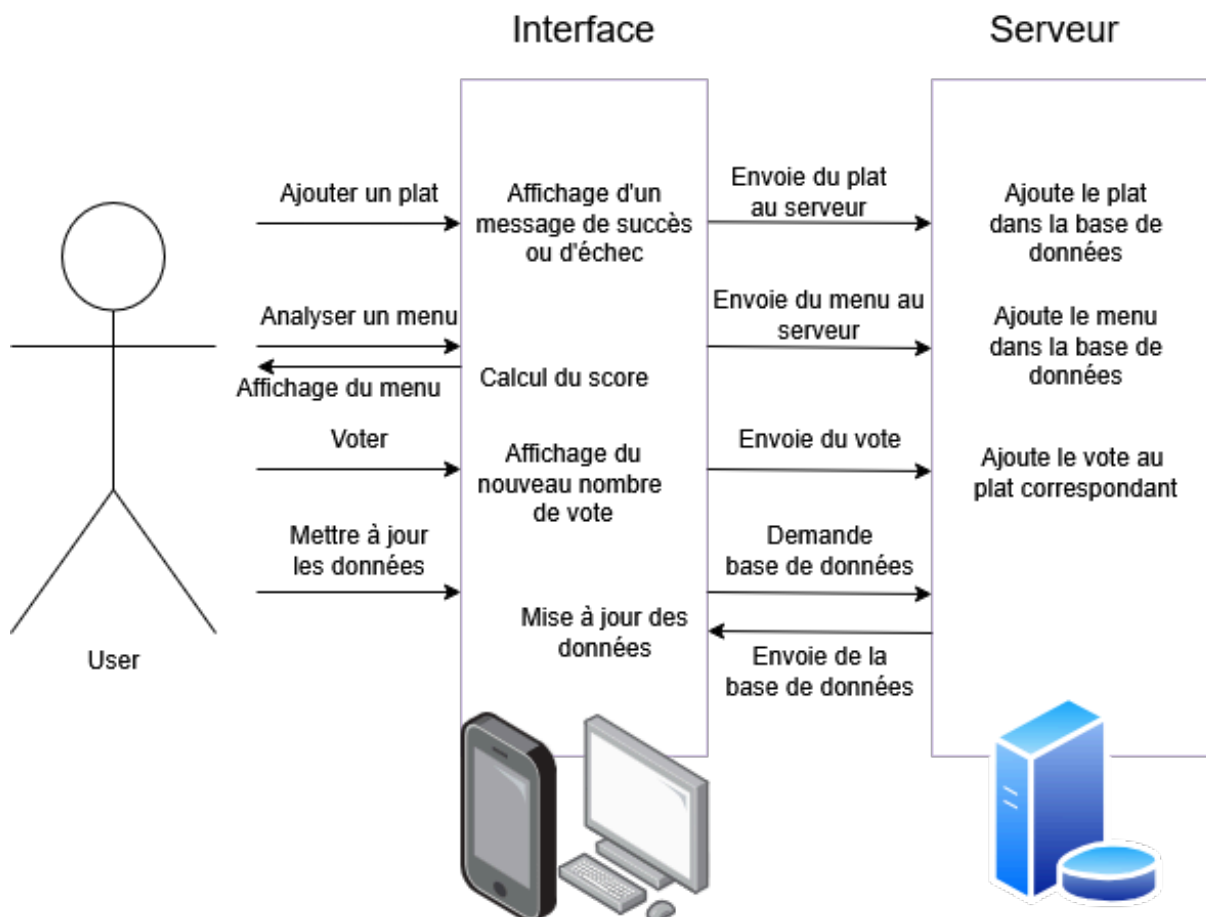 Interface
Serveur
Ajouter un plat
Affichage d'un
message de succès
ou d'échec
Envoie du plat
au serveur
Ajoute le plat
dans la base de
données
Analyser un menu
Affichage du menu
Calcul du score
Envoie du menu au
serveur
Ajoute le menu
dans la base de
données
Voter
Affichage du
nouveau nombre
de vote
Envoie du vote
Ajoute le vote au
plat correspondant
Mettre à jour
les données
Demande
base de données
Mise à jour des
données
Envoie de la
base de données
User